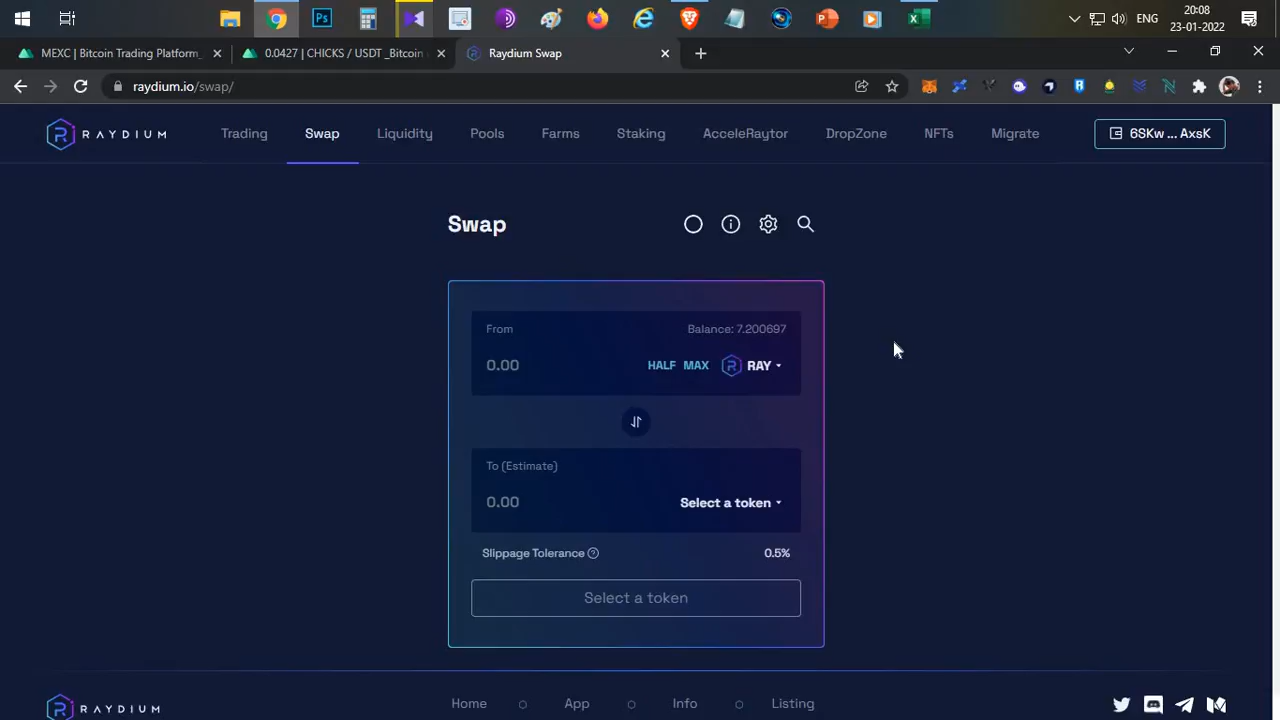 20:08
ENG
23-01-2022
MEXC | Bitcoin Trading Platform_
0.0427 | CHICKS / USDT _Bitcoin
Raydium Swap
raydium.io/swap/
RAYDIUM
Trading
Swap
Liquidity
Pools
Farms
Staking
AcceleRaytor
DropZone
NFTs
Migrate
6SKw ... AxsK
Swap
From
Balance: 7.200697
0.00
HALF MAX
RAY
To (Estimate)
0.00
Select a token
Slippage Tolerance
0.5%
Select a token
RAYDIUM
Home
App
Info
Listing